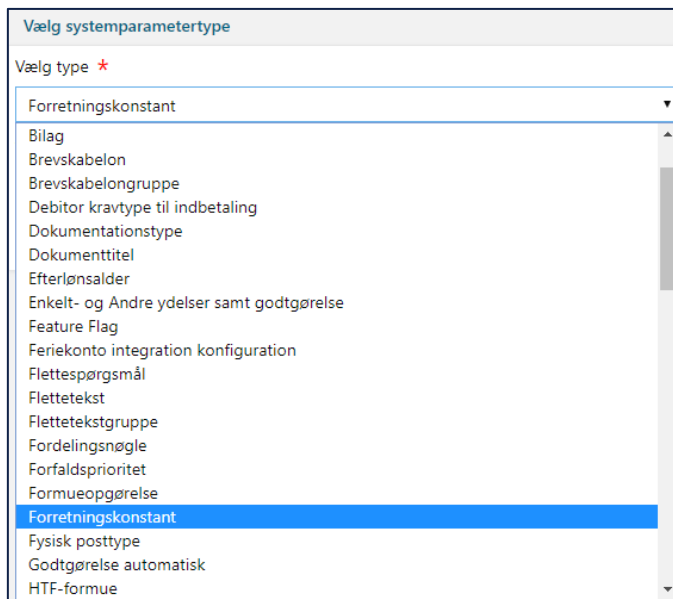 Vælg systemparametertype
Vælg type *
Forretningskonstant
Bilag
Brevskabelon
Brevskabelongruppe
Debitor kravtype til indbetaling
Dokumentationstype
Dokumenttitel
Efterlønsalder
Enkelt- og Andre ydelser samt godtgørelse
Feature Flag
Feriekonto integration konfiguration
Flettespørgsmål
Flettetekst
Flettetekstgruppe
Fordelingsnøgle
Forfaldsprioritet
Formueopgørelse
Forretningskonstant
Fysisk posttype
Godtgørelse automatisk
HTF-formue